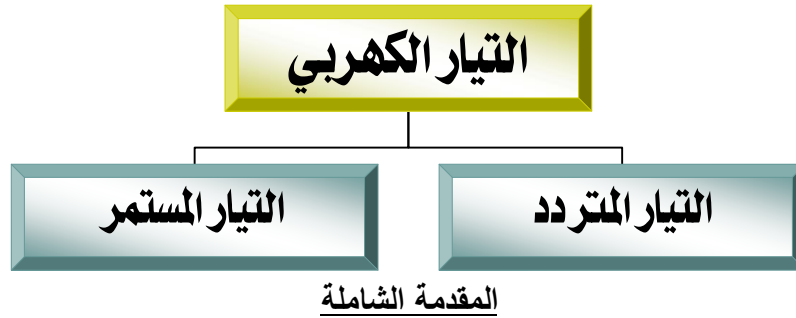 التيار الكهربي
التيار المتردد
التيار المستمر
المقدمة الشاملة